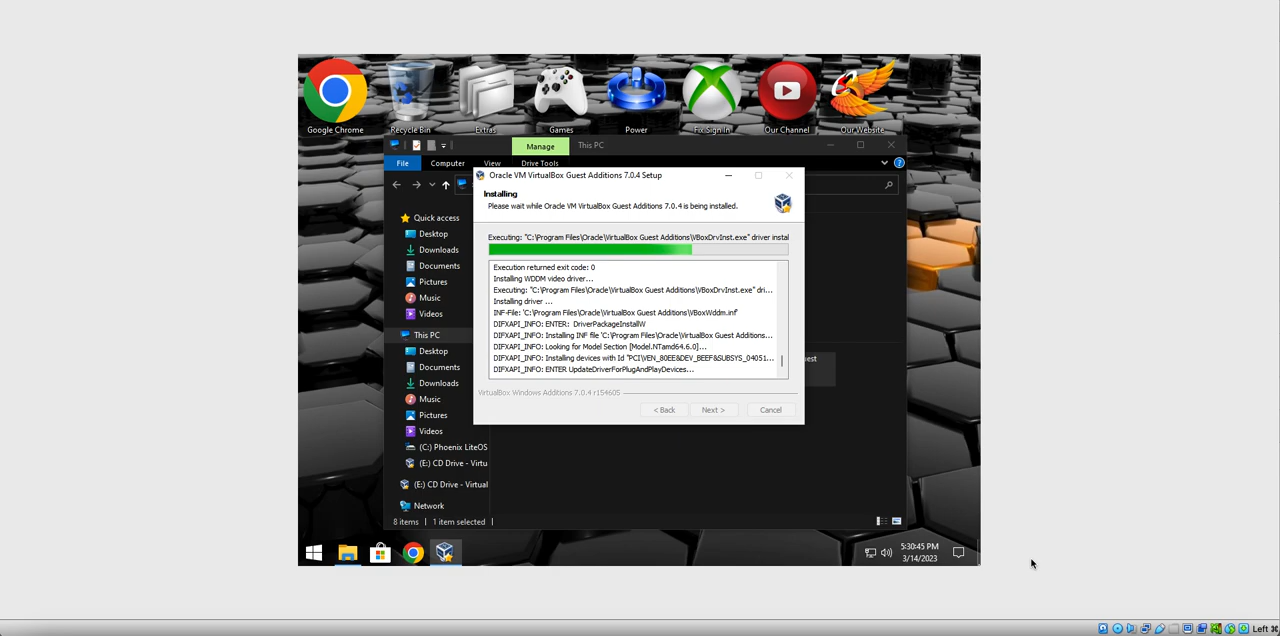 Google Chrome
Recycle Bin
Extras
Games
Power
Fix Sign In
Our Channel
Our Website
Manage
This PC
File
Computer
View
Drive Tools
Oracle VM VirtualBox Guest Additions 7.0.4 Setup
Installing
Please wait while Oracle VM VirtualBox Guest Additions 7.0.4 is being installed.
Executing: "C:\Program Files\Oracle\VirtualBox Guest Additions\VBoxDrvInst.exe" driver instal
Execution returned exit code: 0
Installing WDDM video driver...
Executing: "C:\Program Files\Oracle\VirtualBox Guest Additions\VBoxDrvInst.exe" dri...
Installing driver ...
INF-File: 'C:\Program Files\Oracle\VirtualBox Guest Additions\VBoxWddm.inf'
DIFXAPI_INFO: ENTER:  DriverPackageInstallW
DIFXAPI_INFO: Installing INF file 'C:\Program Files\Oracle\VirtualBox Guest Additions...
DIFXAPI_INFO: Looking for Model Section [Model.NTamd64.6.0]...
DIFXAPI_INFO: Installing devices with Id "PCI\VEN_80EE&DEV_BEEF&SUBSYS_04051...
DIFXAPI_INFO: ENTER UpdateDriverForPlugAndPlayDevices...
VirtualBox Windows Additions 7.0.4 r154605
< Back
Next >
Cancel
Quick access
Desktop
Downloads
Documents
Pictures
Music
Videos
This PC
Desktop
Documents
Downloads
Music
Pictures
Videos
(C:) Phoenix LiteOS
(E:) CD Drive - Virtu
(E:) CD Drive - Virtual
Network
est
8 items
1 item selected
5:30:45 PM
3/14/2023
Left ⌘